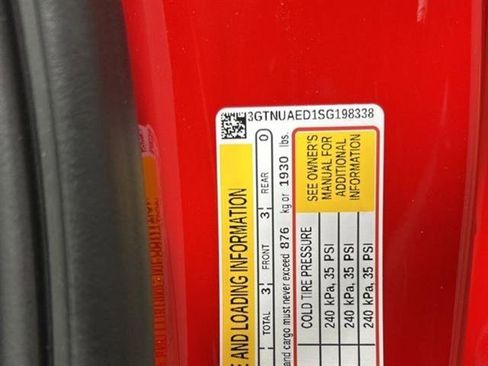 3GTNUAED1SG198338
E AND LOADING INFORMATION
TOTAL 3 FRONT 3 REAR 0
and cargo must never exceed 876 kg or 1930 lbs.
COLD TIRE PRESSURE
240 kPa, 35 PSI
240 kPa, 35 PSI
240 kPa, 35 PSI
SEE OWNER'S
MANUAL FOR
ADDITIONAL
INFORMATION